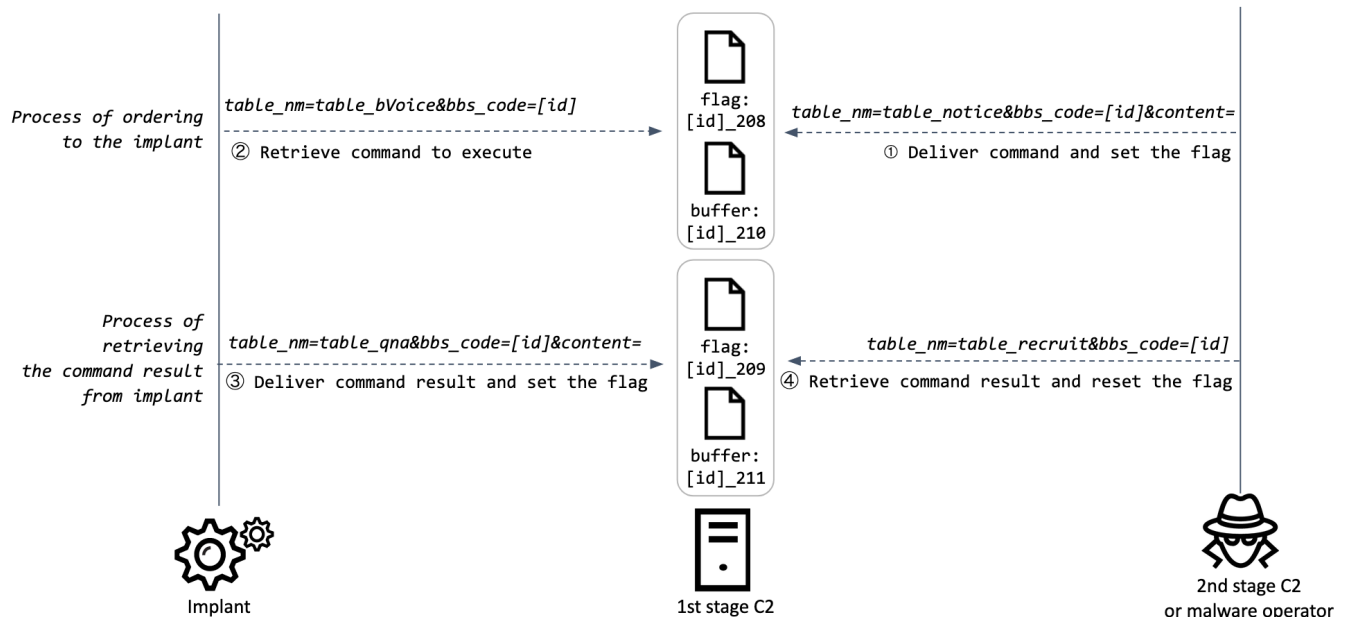 Process of ordering
to the implant
table_nm=table_bVoice&bbs_code=[id]
② Retrieve command to execute
flag:
[id]_208
buffer:
[id]_210
table_nm=table_notice&bbs_code=[id]&content=
① Deliver command and set the flag
Process of
retrieving
the command result
from implant
table_nm=table_qna&bbs_code=[id]&content=
③ Deliver command result and set the flag
flag:
[id]_209
buffer:
[id]_211
table_nm=table_recruit&bbs_code=[id]
④ Retrieve command result and reset the flag
Implant
1st stage C2
2nd stage C2
or malware operator